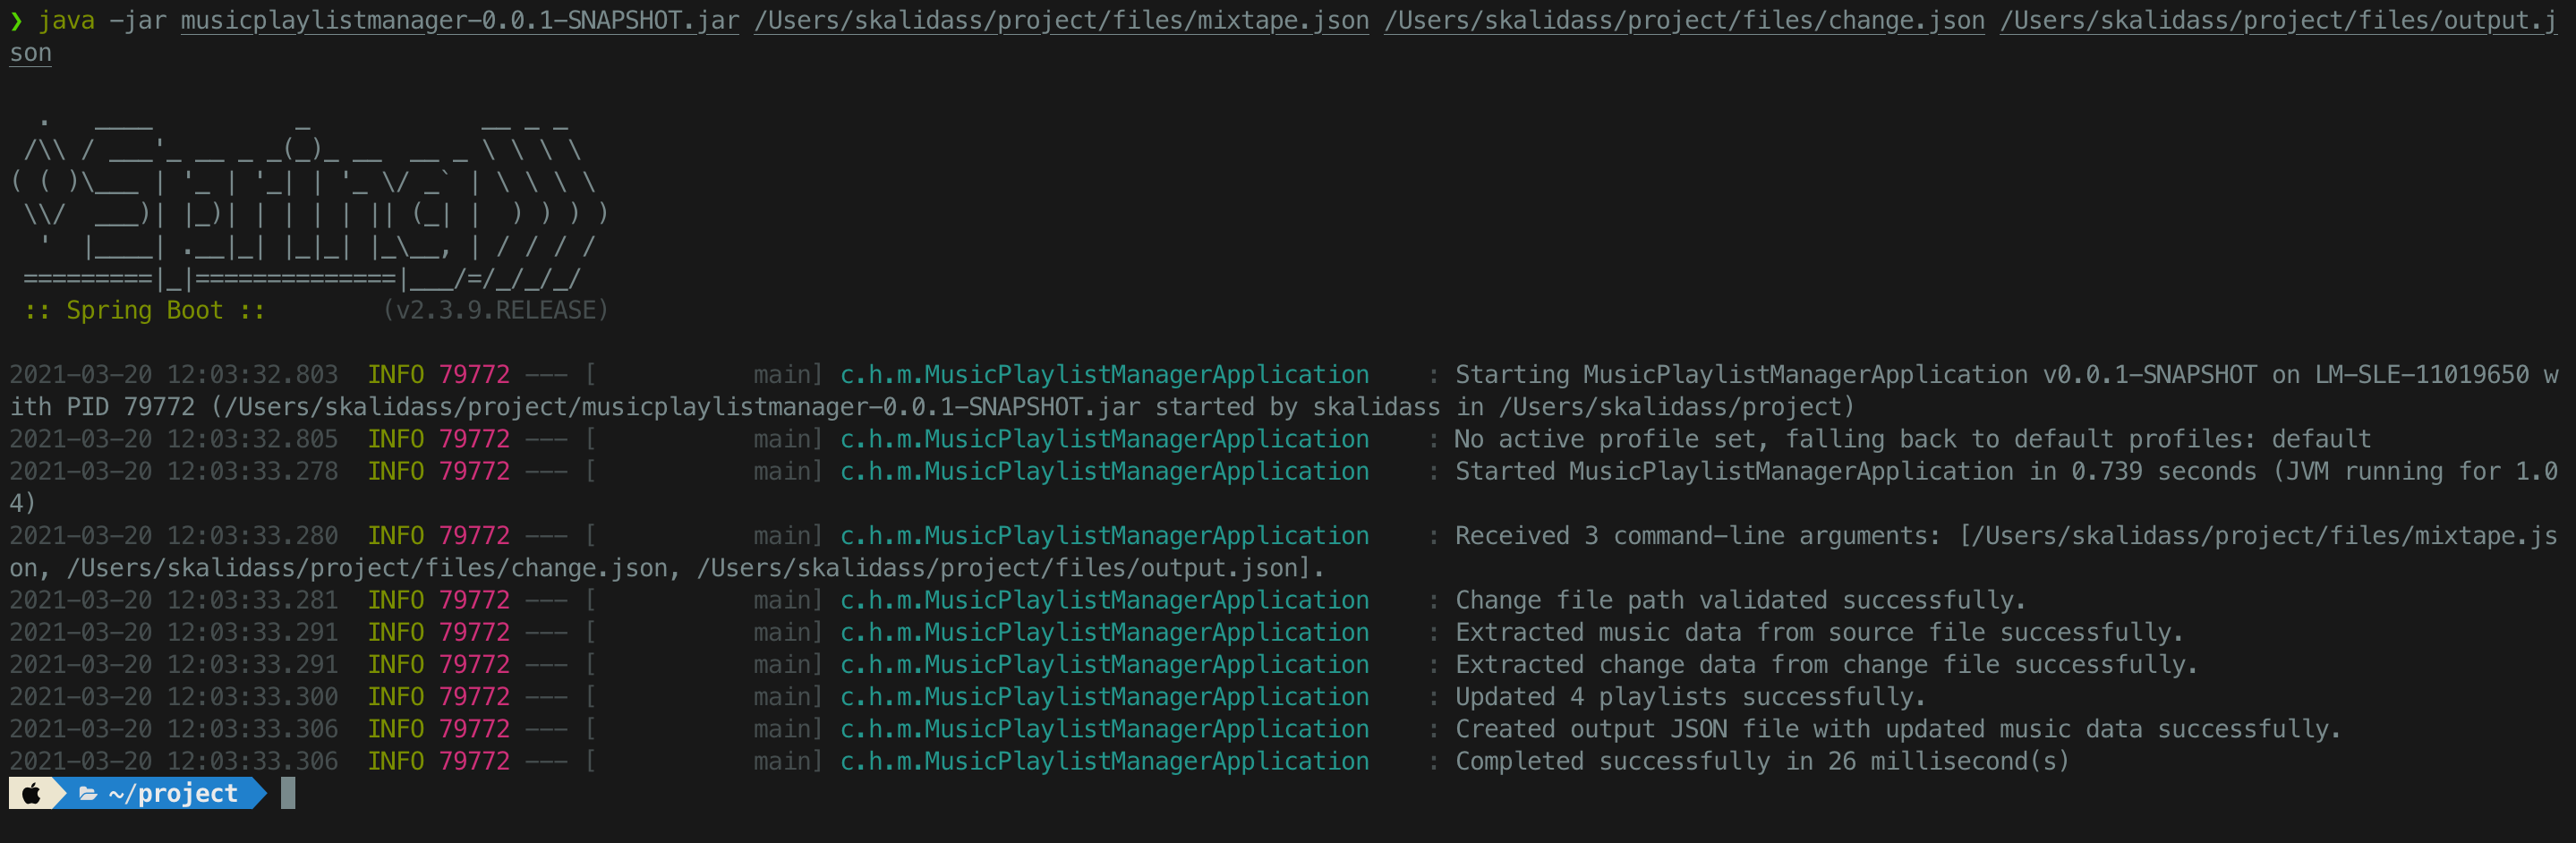 ❯ java -jar musicplaylistmanager-0.0.1-SNAPSHOT.jar /Users/skalidass/project/files/mixtape.json /Users/skalidass/project/files/change.json /Users/skalidass/project/files/output.j
son

  .   ____          _            __ _ _
 /\\ / ___'_ __ _ _(_)_ __  __ _ \ \ \ \
( ( )\___ | '_ | '_| | '_ \/ _` | \ \ \ \
 \\/  ___)| |_)| | | | | || (_| |  ) ) ) )
  '  |____| .__|_| |_|_| |_\__, | / / / /
 =========|_|==============|___/=/_/_/_/
 :: Spring Boot ::        (v2.3.9.RELEASE)

2021-03-20 12:03:32.803  INFO 79772 --- [           main] c.h.m.MusicPlaylistManagerApplication    : Starting MusicPlaylistManagerApplication v0.0.1-SNAPSHOT on LM-SLE-11019650 w
ith PID 79772 (/Users/skalidass/project/musicplaylistmanager-0.0.1-SNAPSHOT.jar started by skalidass in /Users/skalidass/project)
2021-03-20 12:03:32.805  INFO 79772 --- [           main] c.h.m.MusicPlaylistManagerApplication    : No active profile set, falling back to default profiles: default
2021-03-20 12:03:33.278  INFO 79772 --- [           main] c.h.m.MusicPlaylistManagerApplication    : Started MusicPlaylistManagerApplication in 0.739 seconds (JVM running for 1.0
4)
2021-03-20 12:03:33.280  INFO 79772 --- [           main] c.h.m.MusicPlaylistManagerApplication    : Received 3 command-line arguments: [/Users/skalidass/project/files/mixtape.js
on, /Users/skalidass/project/files/change.json, /Users/skalidass/project/files/output.json].
2021-03-20 12:03:33.281  INFO 79772 --- [           main] c.h.m.MusicPlaylistManagerApplication    : Change file path validated successfully.
2021-03-20 12:03:33.291  INFO 79772 --- [           main] c.h.m.MusicPlaylistManagerApplication    : Extracted music data from source file successfully.
2021-03-20 12:03:33.291  INFO 79772 --- [           main] c.h.m.MusicPlaylistManagerApplication    : Extracted change data from change file successfully.
2021-03-20 12:03:33.300  INFO 79772 --- [           main] c.h.m.MusicPlaylistManagerApplication    : Updated 4 playlists successfully.
2021-03-20 12:03:33.306  INFO 79772 --- [           main] c.h.m.MusicPlaylistManagerApplication    : Created output JSON file with updated music data successfully.
2021-03-20 12:03:33.306  INFO 79772 --- [           main] c.h.m.MusicPlaylistManagerApplication    : Completed successfully in 26 millisecond(s)
~/project